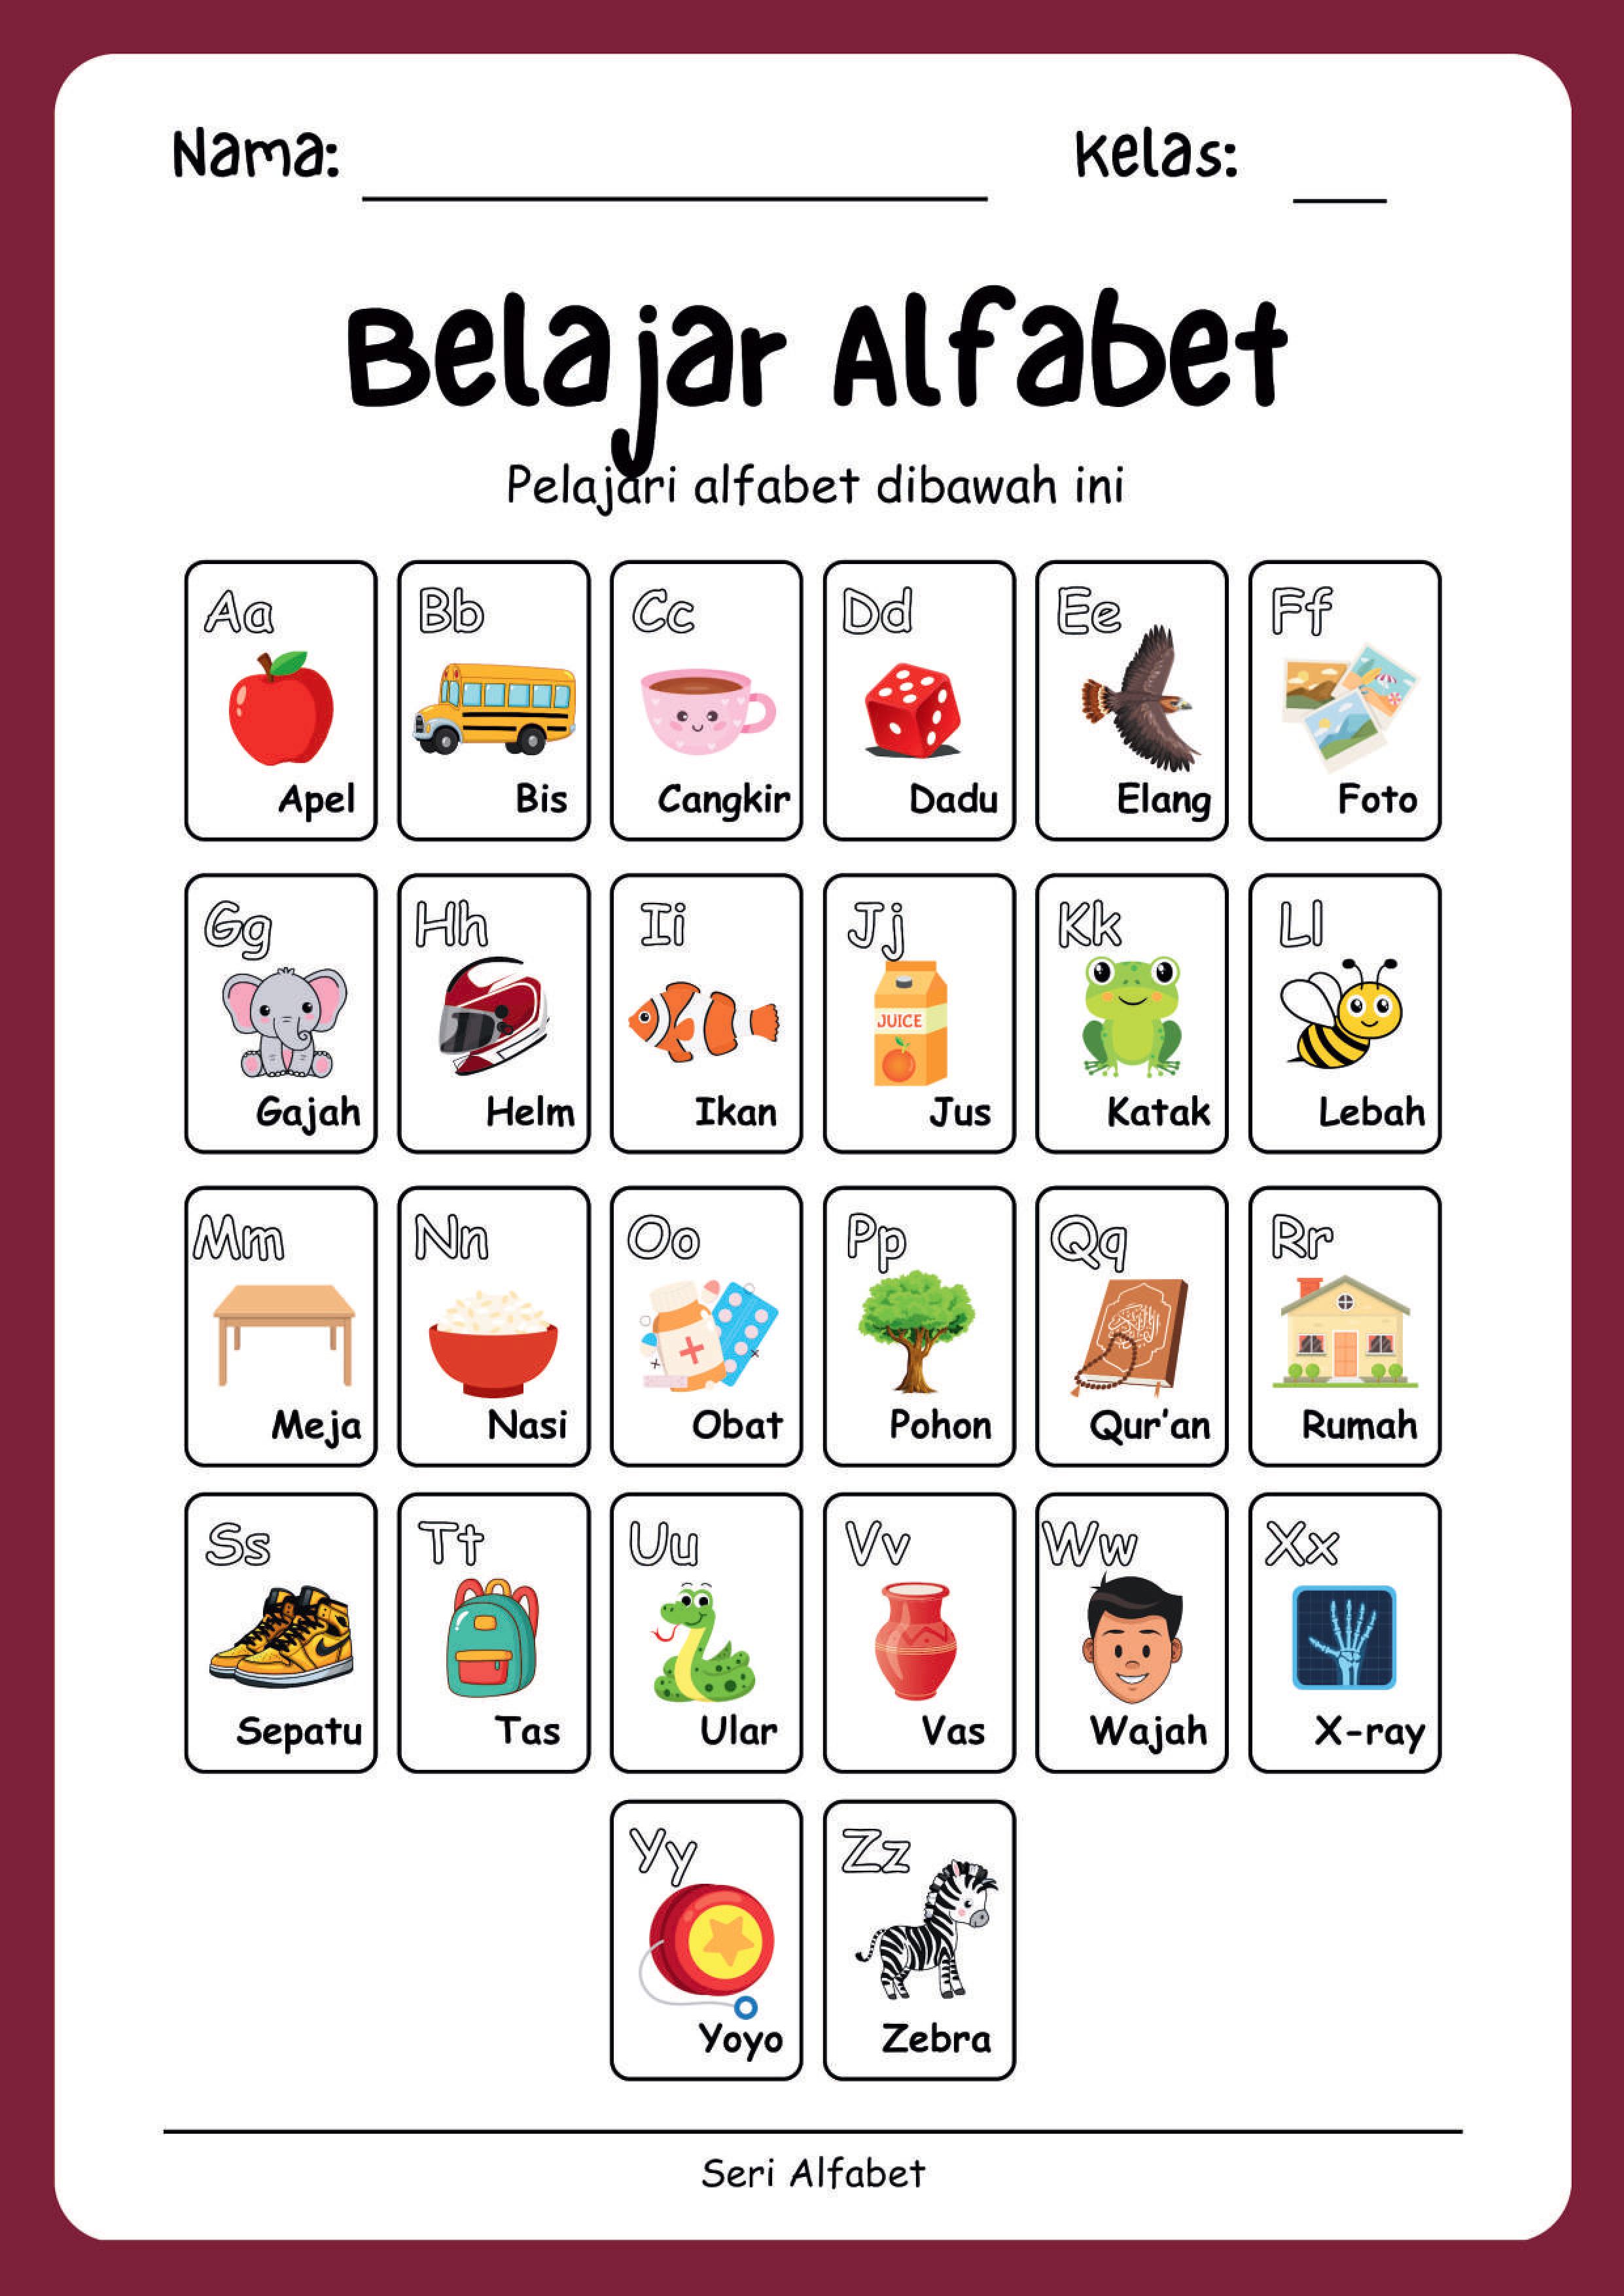 Nama: Kelas:
Belajar Alfabet
Pelajari alfabet dibawah ini
Aa Bb Cc Dd Ee Ff
Apel Bis Cangkir Dadu Elang Foto
Gg Hh Ii Jj Kk Ll
JUICE
Gajah Helm Ikan Jus Katak Lebah
Mm Nn Oo Pp Qq Rr
Meja Nasi Obat Pohon Qur'an Rumah
Ss Tt Uu Vv Ww Xx
Sepatu Tas Ular Vas Wajah X-ray
Yy Zz
Yoyo Zebra
Seri Alfabet